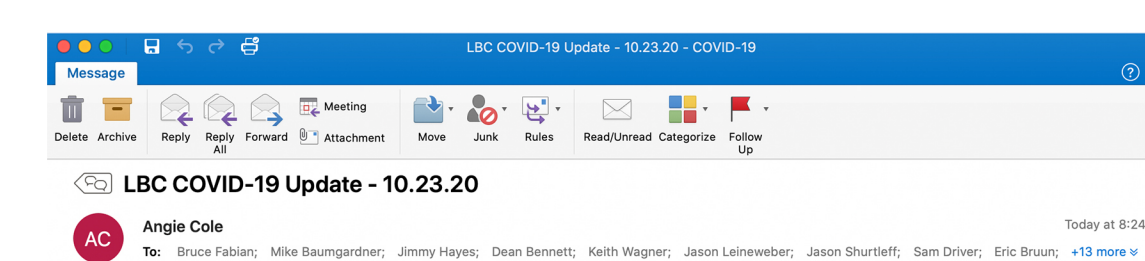 LBC COVID-19 Update - 10.23.20 - COVID-19
Message
?
Delete Archive Reply Reply All Forward Meeting Attachment Move Junk Rules Read/Unread Categorize Follow Up
LBC COVID-19 Update - 10.23.20
AC
Angie Cole
Today at 8:24
To: Bruce Fabian; Mike Baumgardner; Jimmy Hayes; Dean Bennett; Keith Wagner; Jason Leineweber; Jason Shurtleff; Sam Driver; Eric Bruun; +13 more